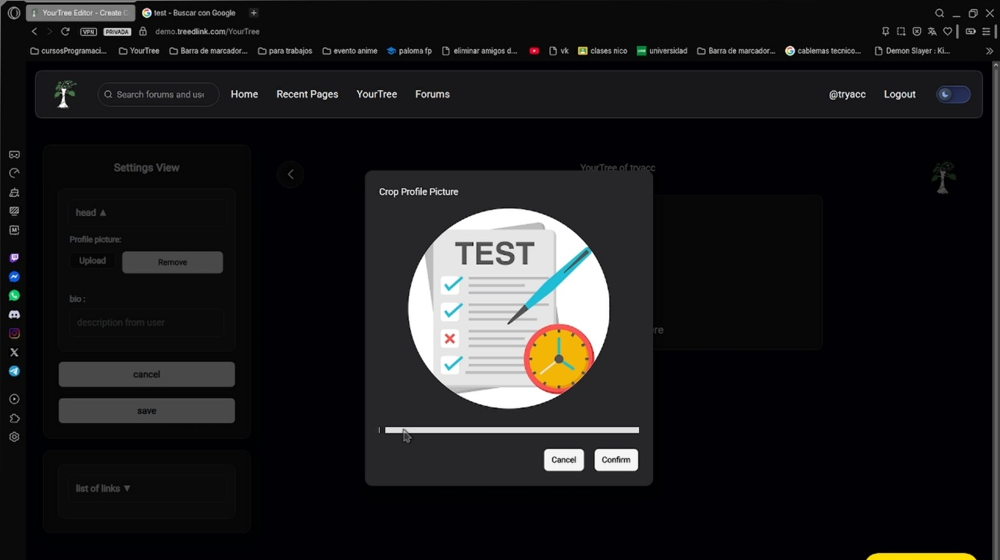 YourTree Editor - Create C
test - Buscar con Google
VPN
PRIVADA
demo.treedlink.com/YourTree
cursosProgramaci...
YourTree
Barra de marcador...
para trabajos
evento anime
paloma fp
eliminar amigos d...
vk
clases nico
universidad
Barra de marcador...
cablemas tecnico...
Demon Slayer : Ki...
Search forums and use
Home
Recent Pages
YourTree
Forums
@tryacc
Logout
Settings View
YourTree of tryacc
head ▲
Profile picture:
Upload
Remove
bio :
description from user
cancel
save
list of links ▼
Crop Profile Picture
TEST
Cancel
Confirm